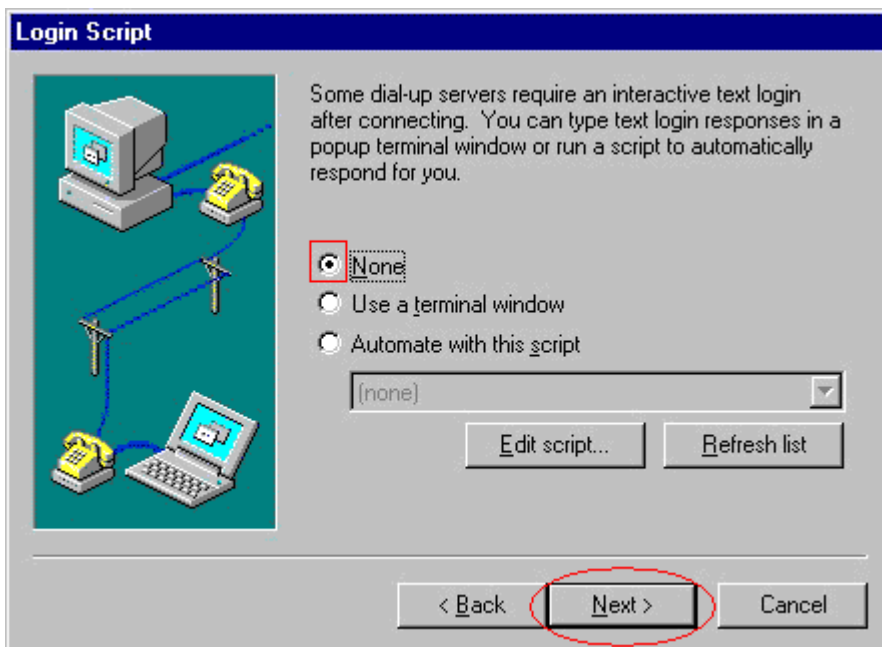 Login Script
Some dial-up servers require an interactive text login
after connecting. You can type text login responses in a
popup terminal window or run a script to automatically
respond for you.
None
Use a terminal window
Automate with this script
(none)
Edit script... Refresh list
< Back Next > Cancel